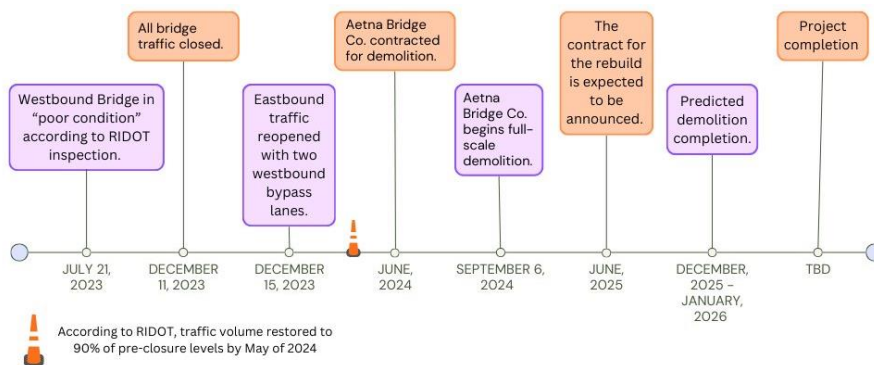 All bridge
traffic closed.
Aetna Bridge
Co. contracted
for demolition.
The
contract for
the rebuild
is expected
to be
announced.
Project
completion
Westbound Bridge in
“poor condition”
according to RIDOT
inspection.
Eastbound
traffic
reopened
with two
westbound
bypass
lanes.
Aetna
Bridge Co.
begins full-
scale
demolition.
Predicted
demolition
completion.
JULY 21,
2023
DECEMBER
11, 2023
DECEMBER
15, 2023
JUNE,
2024
SEPTEMBER 6,
2024
JUNE,
2025
DECEMBER,
2025 –
JANUARY,
2026
TBD
According to RIDOT, traffic volume restored to
90% of pre-closure levels by May of 2024